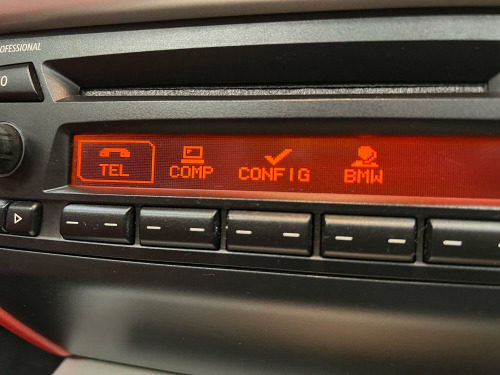 PROFESSIONAL
TEL COMP CONFIG BMW